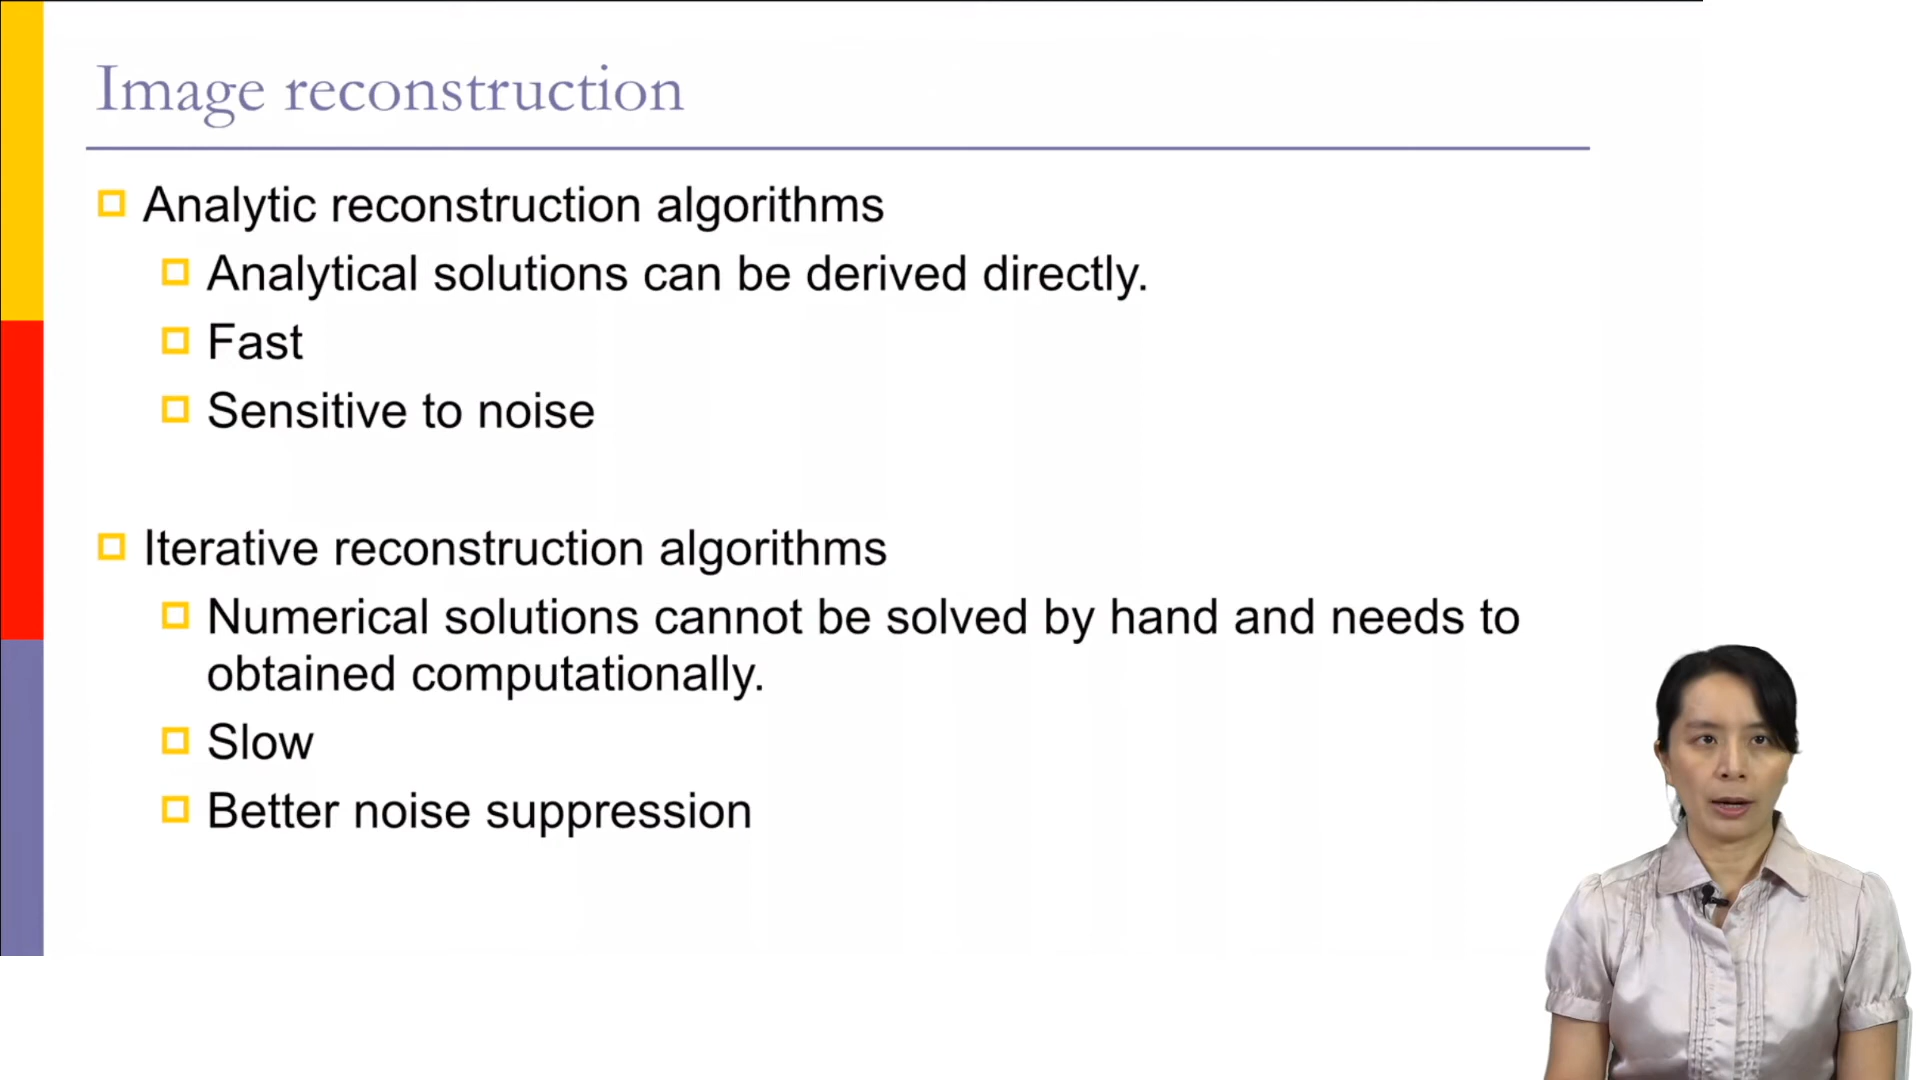 Image reconstruction
Analytic reconstruction algorithms
Analytical solutions can be derived directly.
Fast
Sensitive to noise
Iterative reconstruction algorithms
Numerical solutions cannot be solved by hand and needs to
obtained computationally.
Slow
Better noise suppression